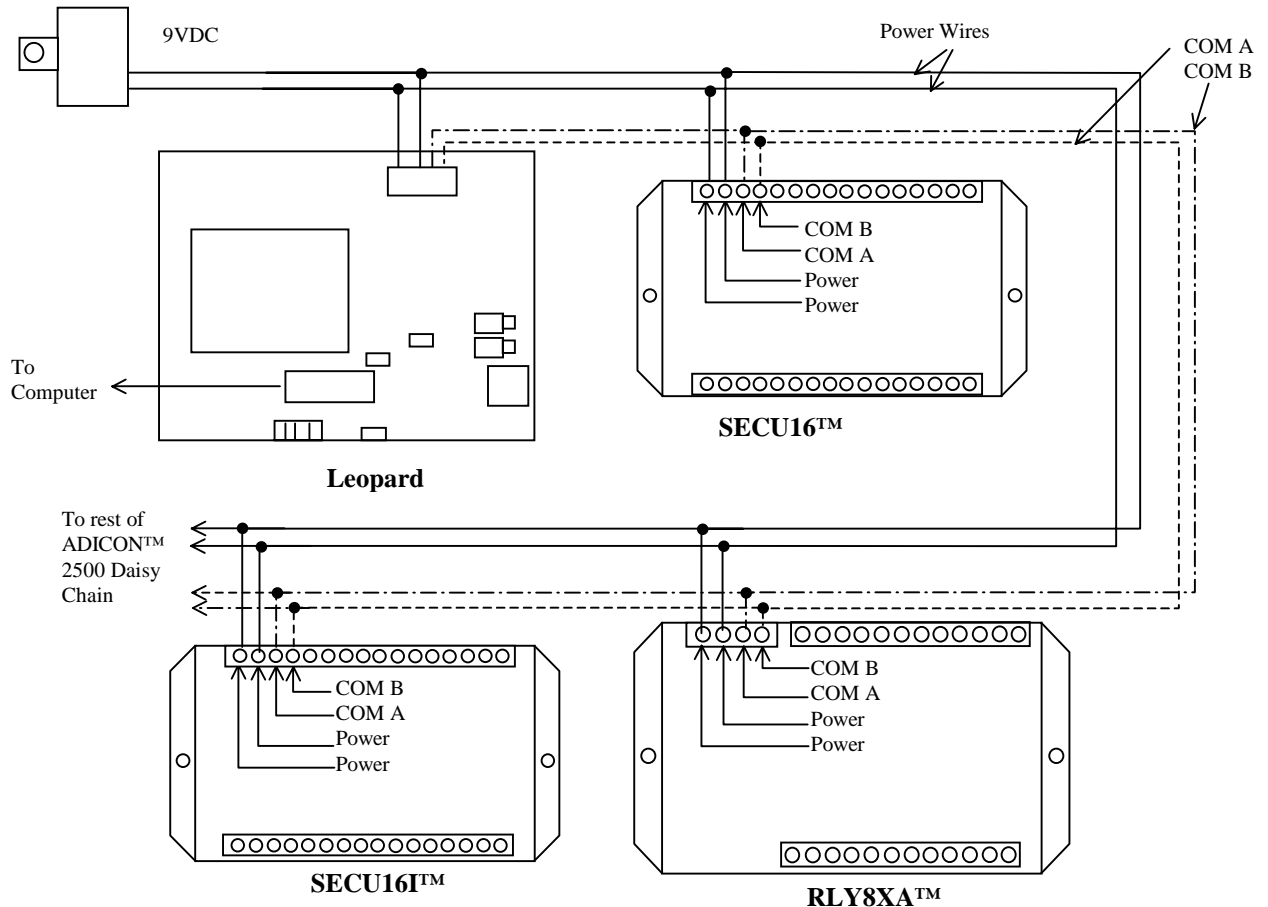 9VDC
Power Wires
COM A
COM B
COM B
COM A
Power
Power
To
Computer
SECU16™
Leopard
To rest of
ADICON™
2500 Daisy
Chain
COM B
COM A
Power
Power
COM B
COM A
Power
Power
SECU16I™
RLY8XA™